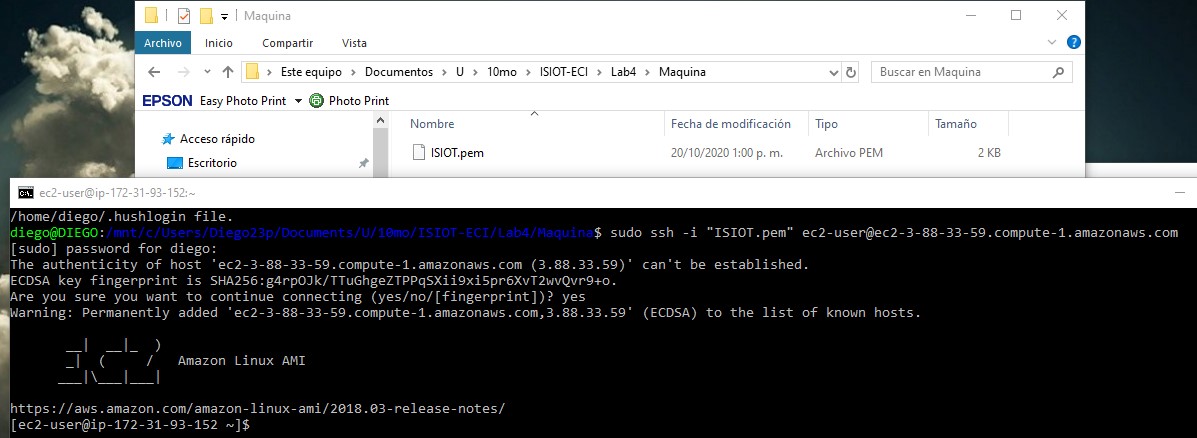 Maquina
Archivo Inicio Compartir Vista
Este equipo Documentos U 10mo ISIOT-ECI Lab4 Maquina Buscar en Maquina
EPSON Easy Photo Print Photo Print
Nombre Fecha de modificación Tipo Tamaño
Acceso rápido
ISIOT.pem 20/10/2020 1:00 p. m. Archivo PEM 2 KB
Escritorio
ec2-user@ip-172-31-93-152:~
/home/diego/.hushlogin file.
diego@DIEGO:/mnt/c/Users/Diego23p/Documents/U/10mo/ISIOT-ECI/Lab4/Maquina$ sudo ssh -i "ISIOT.pem" ec2-user@ec2-3-88-33-59.compute-1.amazonaws.com
[sudo] password for diego:
The authenticity of host 'ec2-3-88-33-59.compute-1.amazonaws.com (3.88.33.59)' can't be established.
ECDSA key fingerprint is SHA256:g4rpOJk/TTuGhgeZTPPqSXii9xi5pr6XvT2wvQvr9+o.
Are you sure you want to continue connecting (yes/no/[fingerprint])? yes
Warning: Permanently added 'ec2-3-88-33-59.compute-1.amazonaws.com,3.88.33.59' (ECDSA) to the list of known hosts.
       __|  __|_  )
       _|  (     /   Amazon Linux AMI
      ___|\___|___|
https://aws.amazon.com/amazon-linux-ami/2018.03-release-notes/
[ec2-user@ip-172-31-93-152 ~]$